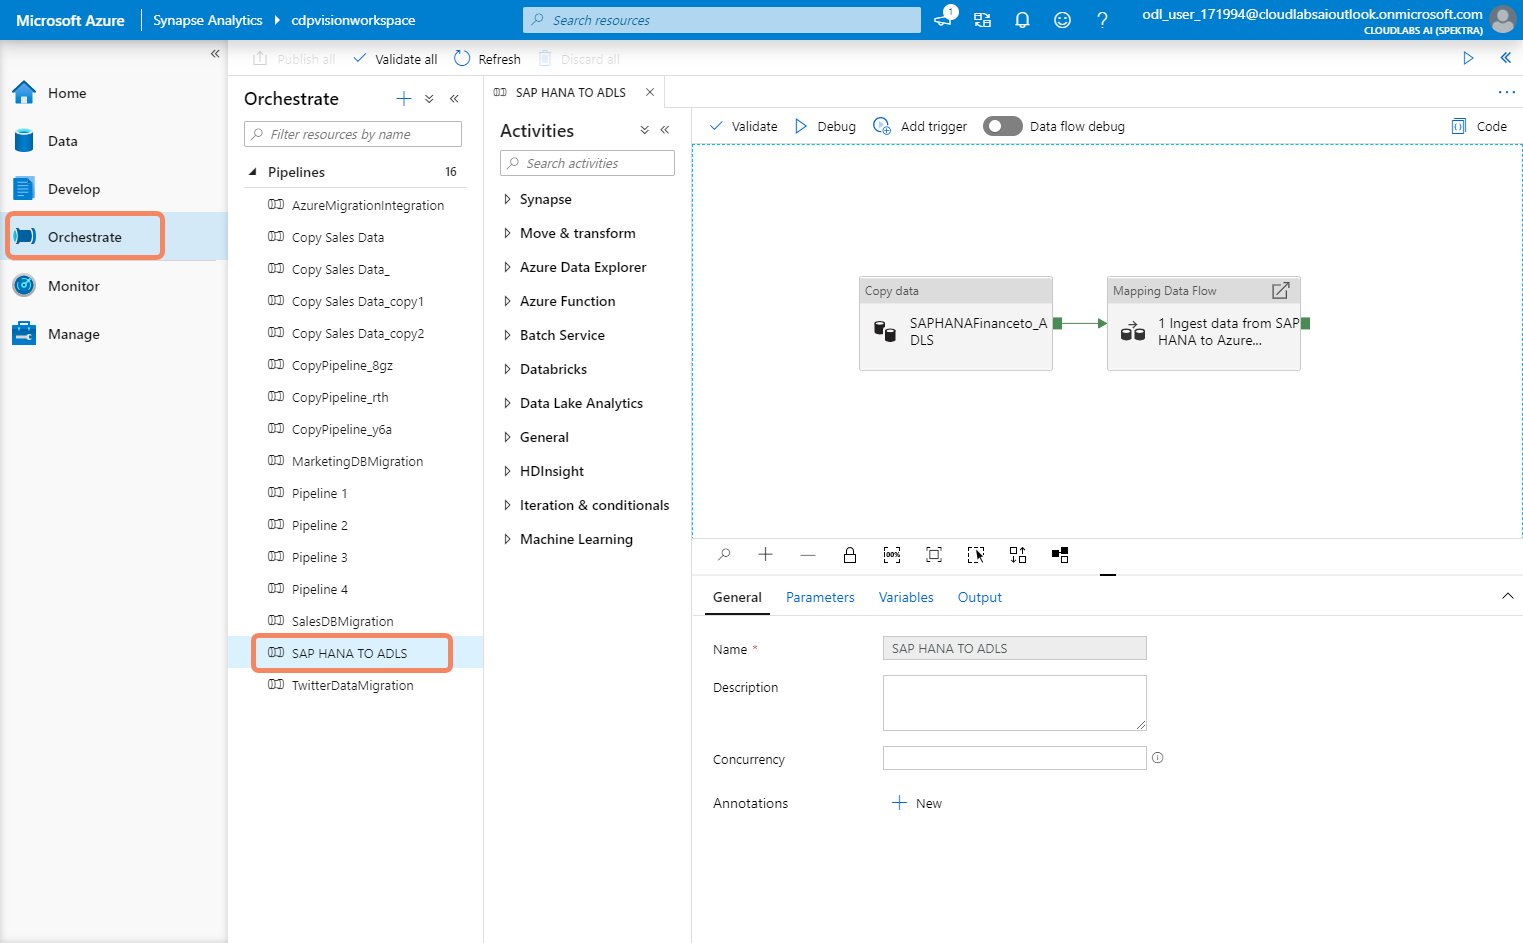 Microsoft Azure
Synapse Analytics
cdpvisionworkspace
Search resources
1
?
odl_user_171994@cloudlabsaioutlook.onmicrosoft.com
CLOUDLABS AI (SPEKTRA)
Home
Data
Develop
Orchestrate
Monitor
Manage
Publish all
Validate all
Refresh
Discard all
Orchestrate
Filter resources by name
Pipelines
16
AzureMigrationIntegration
Copy Sales Data
Copy Sales Data_
Copy Sales Data_copy1
Copy Sales Data_copy2
CopyPipeline_8gz
CopyPipeline_rth
CopyPipeline_y6a
MarketingDBMigration
Pipeline 1
Pipeline 2
Pipeline 3
Pipeline 4
SalesDBMigration
SAP HANA TO ADLS
TwitterDataMigration
SAP HANA TO ADLS
Activities
Search activities
Synapse
Move & transform
Azure Data Explorer
Azure Function
Batch Service
Databricks
Data Lake Analytics
General
HDInsight
Iteration & conditionals
Machine Learning
Validate
Debug
Add trigger
Data flow debug
Code
Copy data
SAPHANAFinanceto_A
DLS
Mapping Data Flow
1 Ingest data from SAP
HANA to Azure...
100%
General
Parameters
Variables
Output
Name *
SAP HANA TO ADLS
Description
Concurrency
Annotations
New